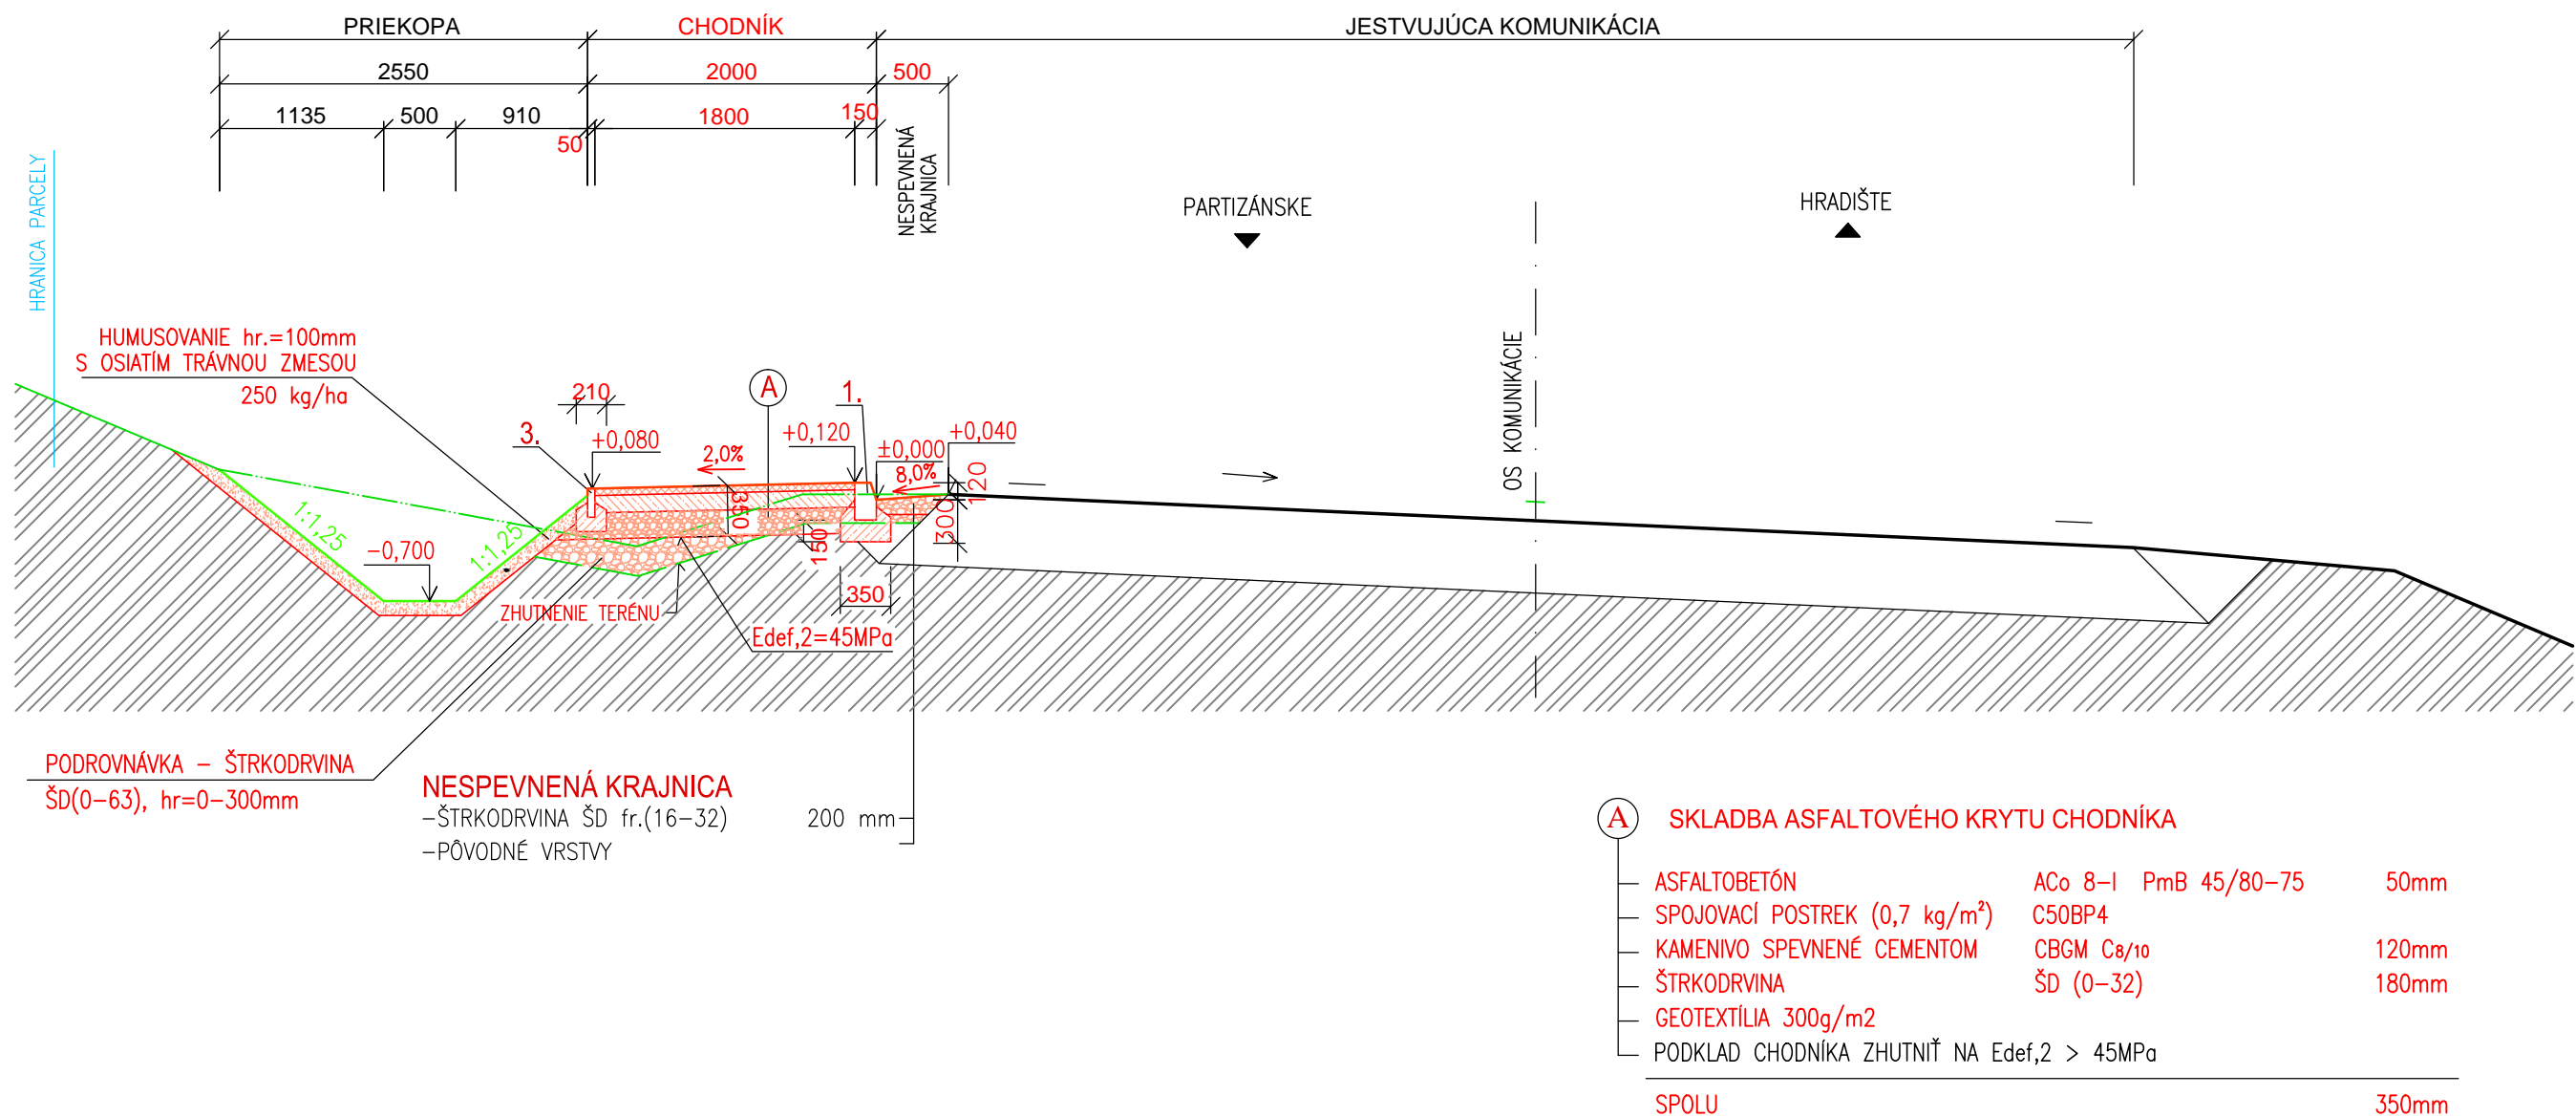 PRIEKOPA
CHODNÍK
JESTVUJÚCA KOMUNIKÁCIA
2550
2000
500
1135
500
910
50
1800
150
NESPEVNENÁ
KRAJNICA
HRANICA PARCELY
PARTIZÁNSKE
HRADIŠTE
OS KOMUNIKÁCIE
HUMUSOVANIE hr.=100mm
S OSIATÍM TRÁVNOU ZMESOU
250 kg/ha
210
A
1.
3.
+0,080
+0,120
±0,000
+0,040
2,0%
8,0%
120
350
300
150
1:1,25
-0,700
1:1,25
350
ZHUTNENIE TERÉNU
Edef,2=45MPa
PODROVNÁVKA - ŠTRKODRVINA
ŠD(0-63), hr=0-300mm
NESPEVNENÁ KRAJNICA
-ŠTRKODRVINA ŠD fr.(16-32) 200 mm
-PÔVODNÉ VRSTVY
A SKLADBA ASFALTOVÉHO KRYTU CHODNÍKA
ASFALTOBETÓN ACo 8-I PmB 45/80-75 50mm
SPOJOVACÍ POSTREK (0,7 kg/m²) C50BP4
KAMENIVO SPEVNENÉ CEMENTOM CBGM C8/10 120mm
ŠTRKODRVINA ŠD (0-32) 180mm
GEOTEXTÍLIA 300g/m2
PODKLAD CHODNÍKA ZHUTNIŤ NA Edef,2 > 45MPa
SPOLU 350mm